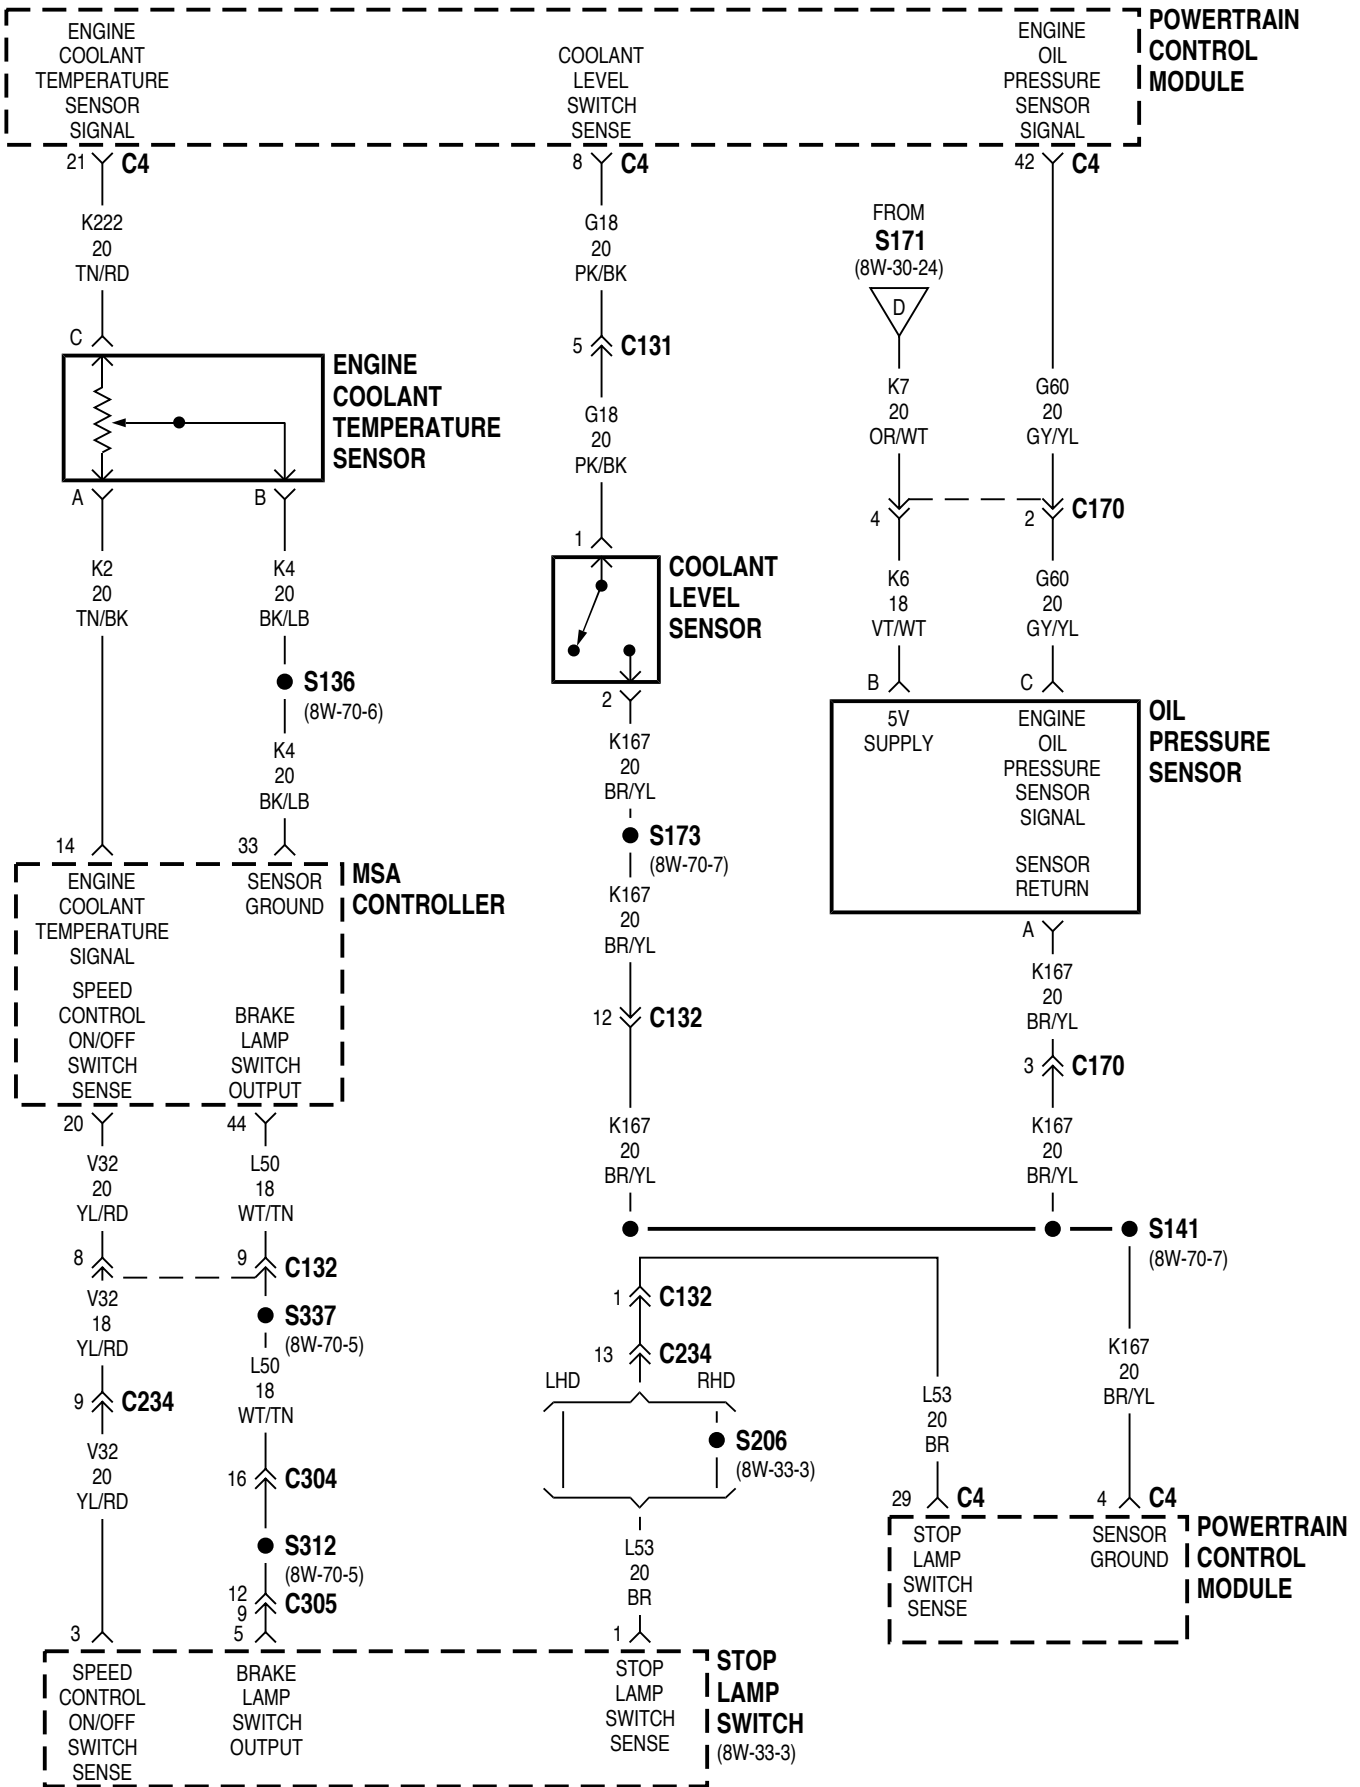 ENGINE
COOLANT
TEMPERATURE
SENSOR
SIGNAL
COOLANT
LEVEL
SWITCH
SENSE
ENGINE
OIL
PRESSURE
SENSOR
SIGNAL
POWERTRAIN
CONTROL
MODULE
21 C4
8 C4
42 C4
K222
20
TN/RD
G18
20
PK/BK
FROM
S171
(8W-30-24)
D
C
5 C131
ENGINE
COOLANT
TEMPERATURE
SENSOR
G18
20
PK/BK
K7
20
OR/WT
G60
20
GY/YL
A
B
4
2 C170
K2
20
TN/BK
K4
20
BK/LB
1
COOLANT
LEVEL
SENSOR
K6
18
VT/WT
G60
20
GY/YL
S136
(8W-70-6)
2
B
C
K4
20
BK/LB
K167
20
BR/YL
5V
SUPPLY
ENGINE
OIL
PRESSURE
SENSOR
SIGNAL
SENSOR
RETURN
OIL
PRESSURE
SENSOR
S173
(8W-70-7)
14
33
K167
20
BR/YL
A
ENGINE
COOLANT
TEMPERATURE
SIGNAL
SENSOR
GROUND
MSA
CONTROLLER
SPEED
CONTROL
ON/OFF
SWITCH
SENSE
BRAKE
LAMP
SWITCH
OUTPUT
12 C132
K167
20
BR/YL
3 C170
20
44
K167
20
BR/YL
K167
20
BR/YL
V32
20
YL/RD
L50
18
WT/TN
S141
(8W-70-7)
8
9 C132
1 C132
V32
18
YL/RD
S337
(8W-70-5)
L50
18
WT/TN
13 C234
LHD
RHD
9 C234
S206
(8W-33-3)
L53
20
BR
K167
20
BR/YL
V32
20
YL/RD
16 C304
29 C4
4 C4
S312
(8W-70-5)
L53
20
BR
STOP
LAMP
SWITCH
SENSE
SENSOR
GROUND
POWERTRAIN
CONTROL
MODULE
12
9
C305
3
5
1
SPEED
CONTROL
ON/OFF
SWITCH
SENSE
BRAKE
LAMP
SWITCH
OUTPUT
STOP
LAMP
SWITCH
SENSE
STOP
LAMP
SWITCH
(8W-33-3)